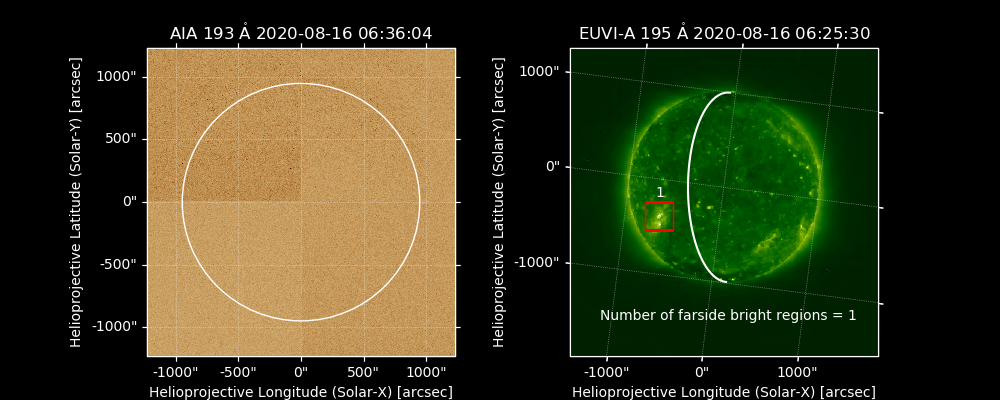 AIA 193 Å 2020-08-16 06:36:04
1000"
500"
0"
-500"
-1000"
-1000"
-500"
0"
500"
1000"
Helioprojective Longitude (Solar-X) [arcsec]
Helioprojective Latitude (Solar-Y) [arcsec]
EUVI-A 195 Å 2020-08-16 06:25:30
1000"
0"
-1000"
1
Number of farside bright regions = 1
-1000"
0"
1000"
Helioprojective Longitude (Solar-X) [arcsec]
Helioprojective Latitude (Solar-Y) [arcsec]